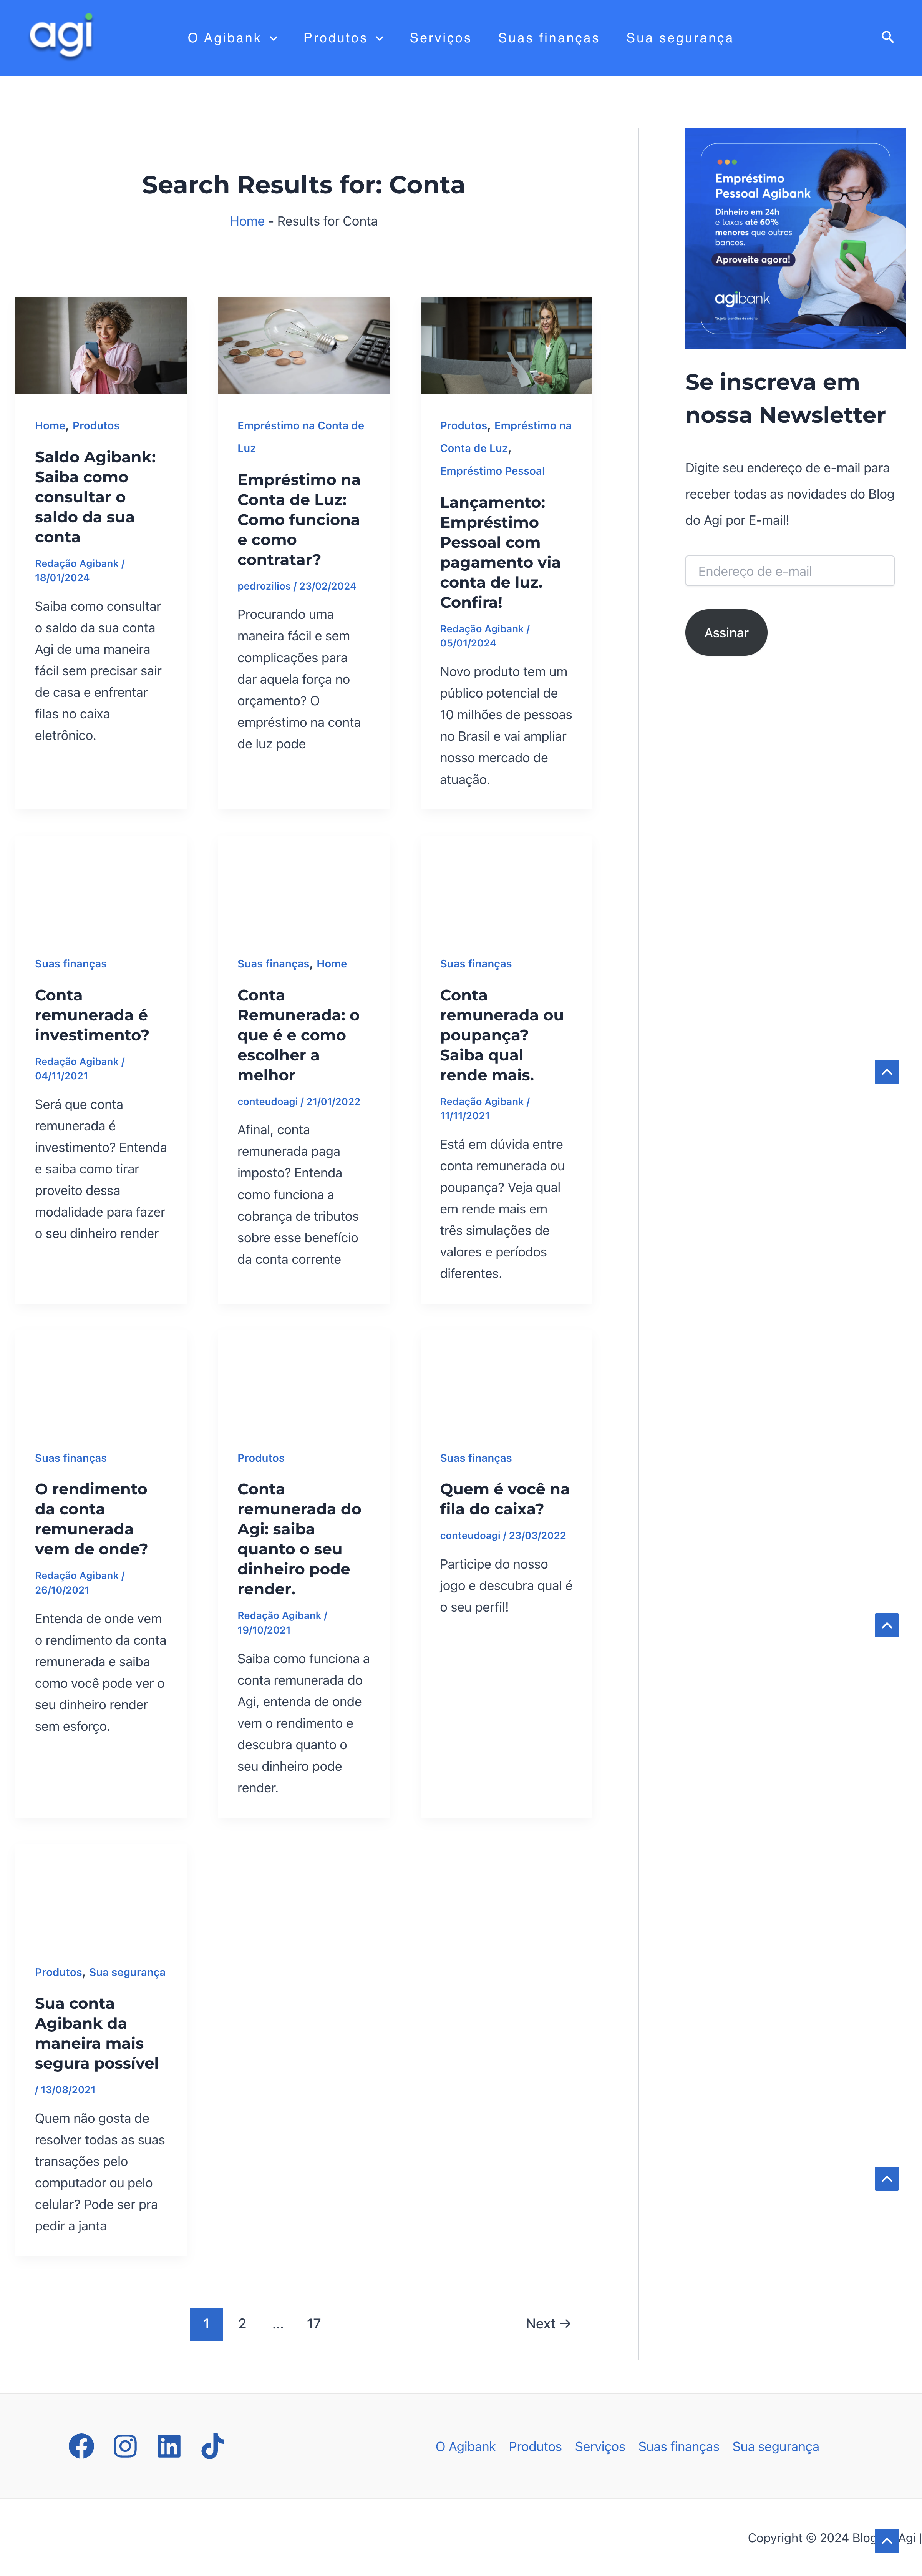 agi
O Agibank
Produtos
Serviços
Suas finanças
Sua segurança
Search Results for: Conta
Home - Results for Conta
Home, Produtos
Saldo Agibank:
Saiba como
consultar o
saldo da sua
conta
Redação Agibank /
18/01/2024
Saiba como consultar
o saldo da sua conta
Agi de uma maneira
fácil sem precisar sair
de casa e enfrentar
filas no caixa
eletrônico.
Empréstimo na Conta de
Luz
Empréstimo na
Conta de Luz:
Como funciona
e como
contratar?
pedrozilios / 23/02/2024
Procurando uma
maneira fácil e sem
complicações para
dar aquela força no
orçamento? O
empréstimo na conta
de luz pode
Produtos, Empréstimo na
Conta de Luz,
Empréstimo Pessoal
Lançamento:
Empréstimo
Pessoal com
pagamento via
conta de luz.
Confira!
Redação Agibank /
05/01/2024
Novo produto tem um
público potencial de
10 milhões de pessoas
no Brasil e vai ampliar
nosso mercado de
atuação.
Suas finanças
Conta
remunerada é
investimento?
Redação Agibank /
04/11/2021
Será que conta
remunerada é
investimento? Entenda
e saiba como tirar
proveito dessa
modalidade para fazer
o seu dinheiro render
Suas finanças, Home
Conta
Remunerada: o
que é e como
escolher a
melhor
conteudoagi / 21/01/2022
Afinal, conta
remunerada paga
imposto? Entenda
como funciona a
cobrança de tributos
sobre esse benefício
da conta corrente
Suas finanças
Conta
remunerada ou
poupança?
Saiba qual
rende mais.
Redação Agibank /
11/11/2021
Está em dúvida entre
conta remunerada ou
poupança? Veja qual
em rende mais em
três simulações de
valores e períodos
diferentes.
Suas finanças
O rendimento
da conta
remunerada
vem de onde?
Redação Agibank /
26/10/2021
Entenda de onde vem
o rendimento da conta
remunerada e saiba
como você pode ver o
seu dinheiro render
sem esforço.
Produtos
Conta
remunerada do
Agi: saiba
quanto o seu
dinheiro pode
render.
Redação Agibank /
19/10/2021
Saiba como funciona a
conta remunerada do
Agi, entenda de onde
vem o rendimento e
descubra quanto o
seu dinheiro pode
render.
Suas finanças
Quem é você na
fila do caixa?
conteudoagi / 23/03/2022
Participe do nosso
jogo e descubra qual é
o seu perfil!
Produtos, Sua segurança
Sua conta
Agibank da
maneira mais
segura possível
/ 13/08/2021
Quem não gosta de
resolver todas as suas
transações pelo
computador ou pelo
celular? Pode ser pra
pedir a janta
1
2
...
17
Next →
Empréstimo
Pessoal Agibank
Dinheiro em 24h
e taxas até 60%
menores que outros
bancos.
Aproveite agora!
agibank
*Sujeito a análise de crédito.
Se inscreva em
nossa Newsletter
Digite seu endereço de e-mail para
receber todas as novidades do Blog
do Agi por E-mail!
Endereço de e-mail
Assinar
O Agibank
Produtos
Serviços
Suas finanças
Sua segurança
Copyright © 2024 Blog Agi |